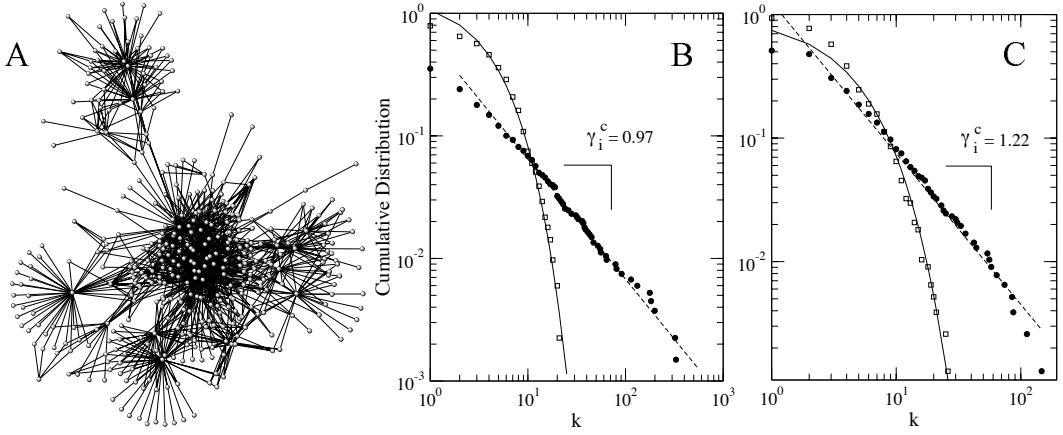 A
B
C
Cumulative Distribution
10^0
10^-1
10^-2
10^-3
10^0
10^1
10^2
10^3
k
γ_i^c = 0.97
10^0
10^-1
10^-2
10^0
10^1
10^2
k
γ_i^c = 1.22